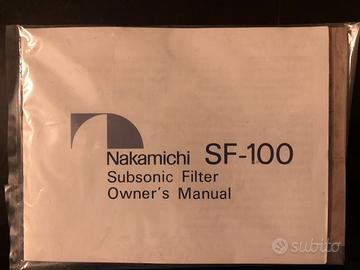 Nakamichi SF-100
Subsonic Filter
Owner's Manual
subito